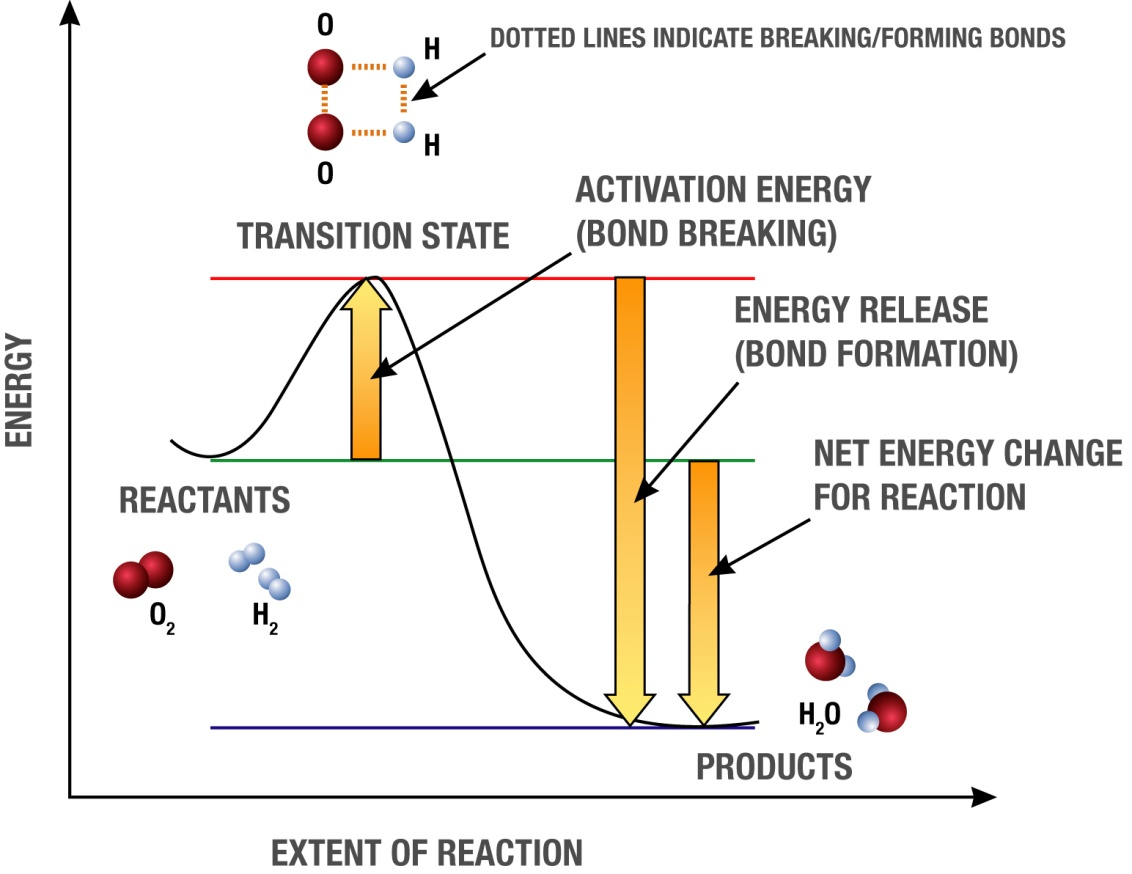 O
H
DOTTED LINES INDICATE BREAKING/FORMING BONDS
O
H
ACTIVATION ENERGY
(BOND BREAKING)
TRANSITION STATE
ENERGY RELEASE
(BOND FORMATION)
NET ENERGY CHANGE
FOR REACTION
ENERGY
REACTANTS
O2
H2
H2O
PRODUCTS
EXTENT OF REACTION